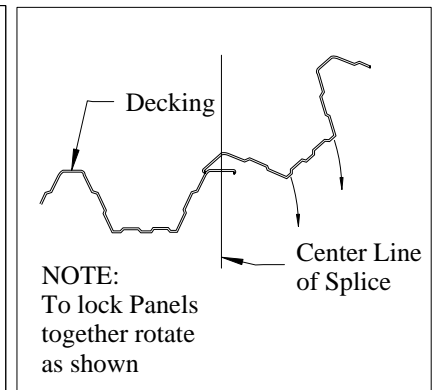 Decking
Center Line
of Splice
NOTE:
To lock Panels
together rotate
as shown